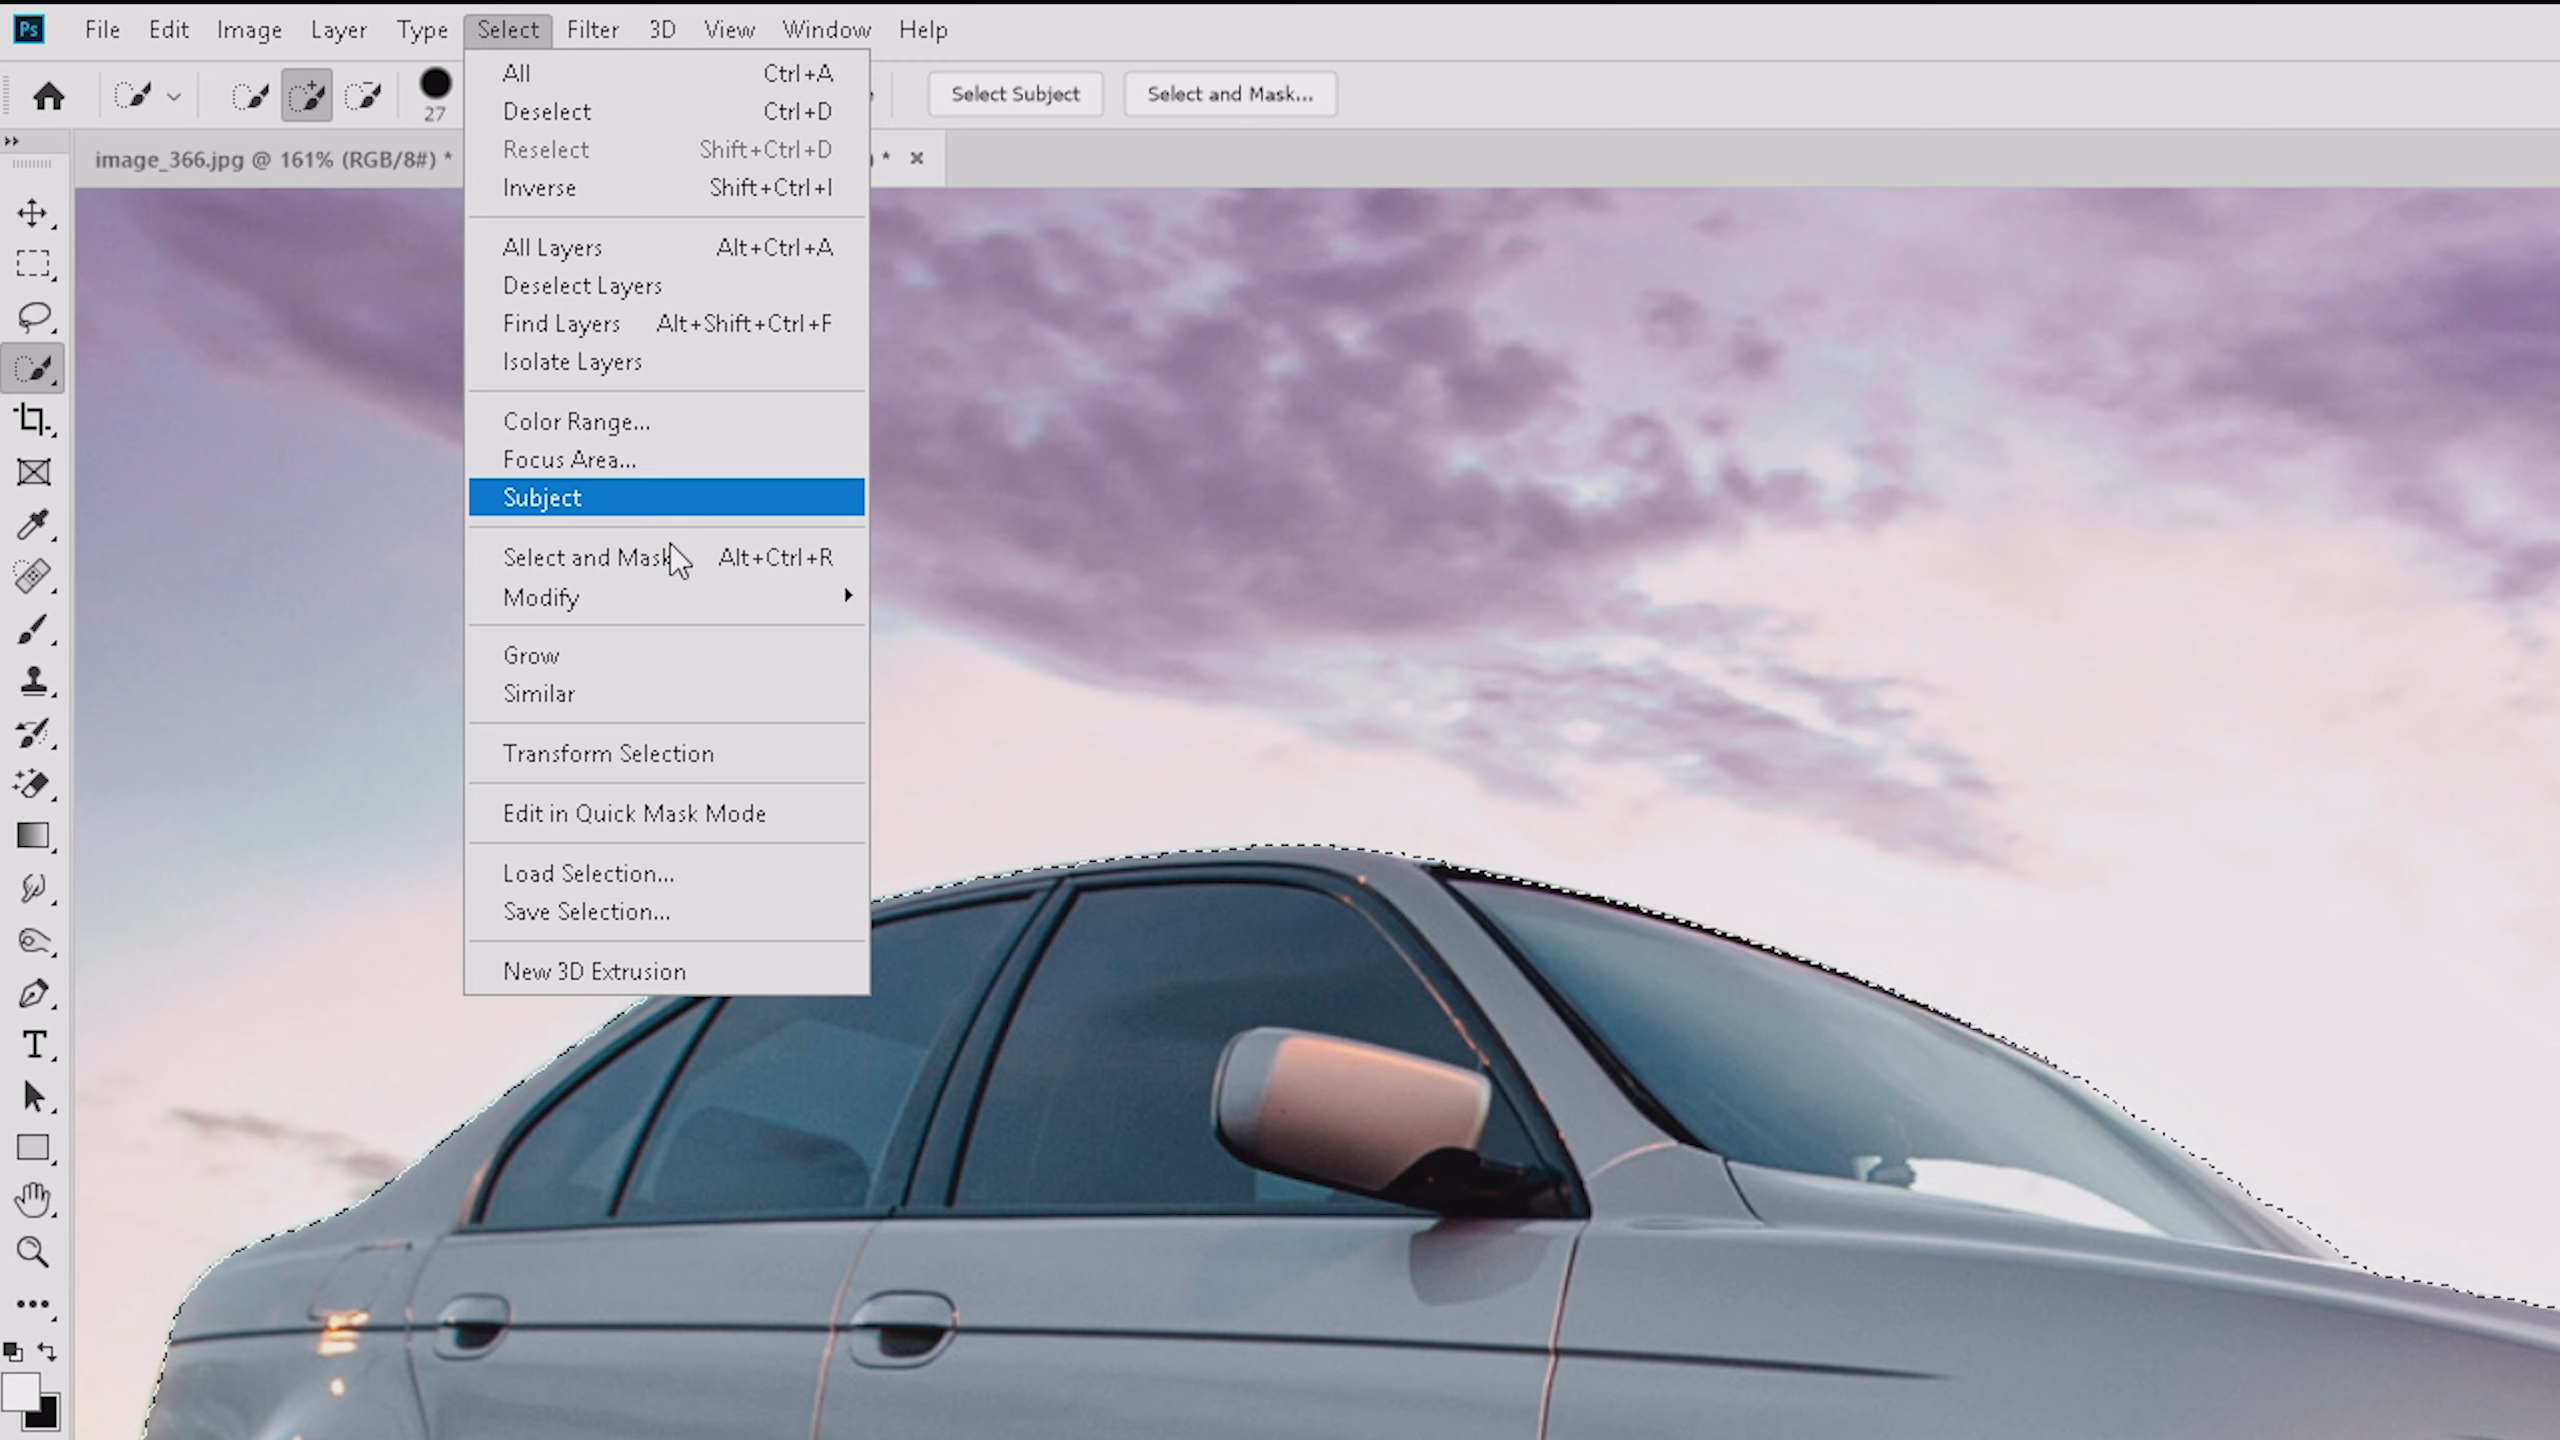 Ps File Edit Image Layer Type Select Filter 3D View Window Help
27
Select Subject
Select and Mask...
image_366.jpg @ 161% (RGB/8#) *
) *
All Ctrl+A
Deselect Ctrl+D
Reselect Shift+Ctrl+D
Inverse Shift+Ctrl+I
All Layers Alt+Ctrl+A
Deselect Layers
Find Layers Alt+Shift+Ctrl+F
Isolate Layers
Color Range...
Focus Area...
Subject
Select and Mask Alt+Ctrl+R
Modify
Grow
Similar
Transform Selection
Edit in Quick Mask Mode
Load Selection...
Save Selection...
New 3D Extrusion